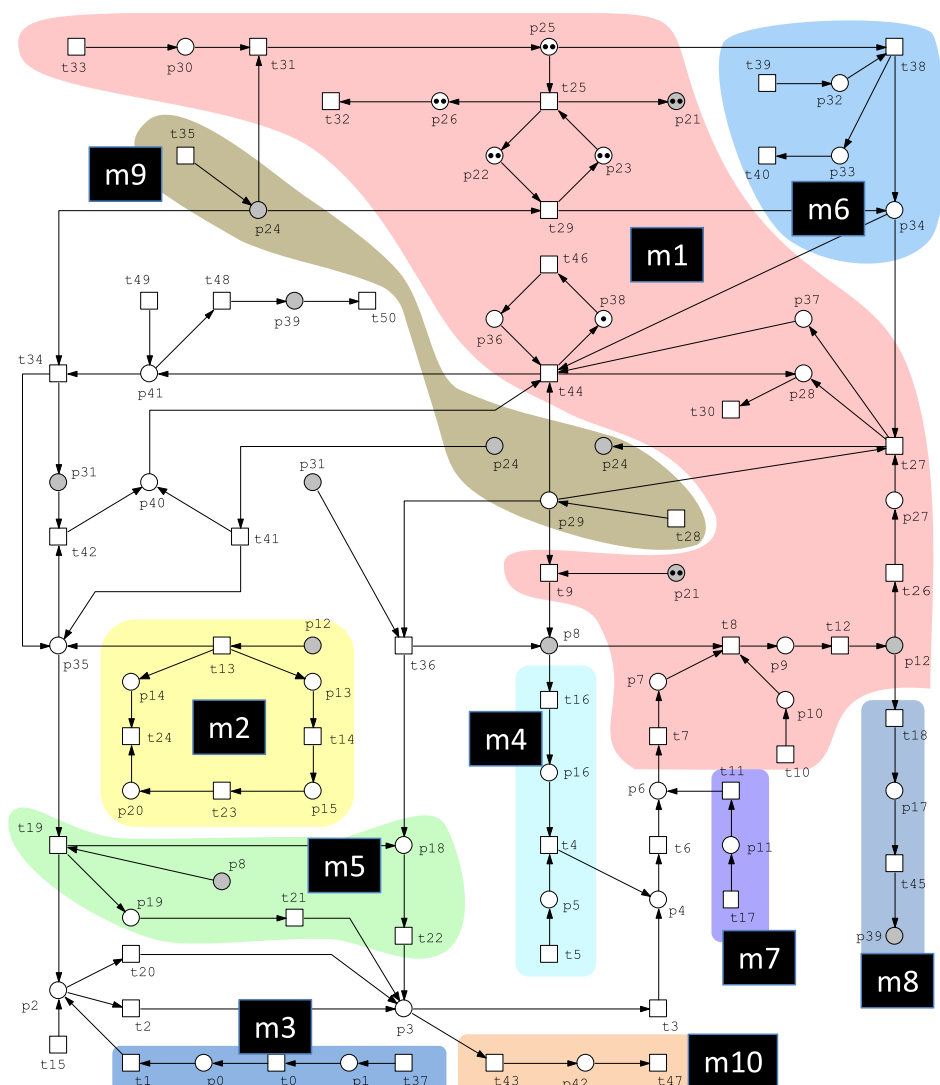 p25
t33
p30
t31
t38
t39
p32
t25
t32
p26
p21
t35
t40
p33
m9
p22
p23
m6
p24
t29
p34
m1
t46
t49
t48
p38
p37
p39
t50
p36
t34
p41
t44
p28
t30
p24
p24
t27
p31
p31
p40
p29
p27
t42
t41
t28
t9
p21
t26
p12
p8
t8
t12
p35
t13
t36
p9
p12
p14
p13
p7
t16
p10
m2
m4
t24
t14
t7
t10
t18
t11
p16
p6
p20
t23
p15
p17
t19
p18
m5
p8
t4
t6
p11
t45
t21
p19
p5
p4
t17
t22
p39
t20
t5
m7
m8
p2
t2
m3
p3
t3
t15
m10
t1
p0
t0
p1
t37
t43
p42
t47